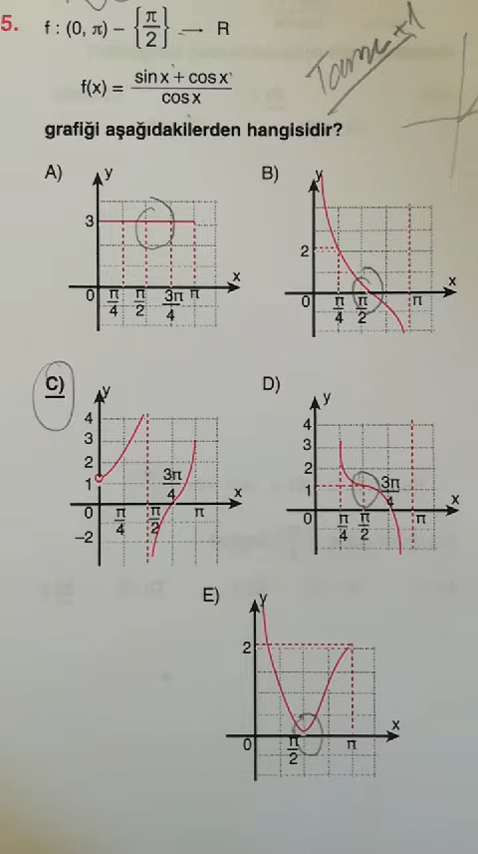 5. f : (0, π) – {π/2} → R
f(x) = sin x + cos x / cos x
Tanx+1
grafiği aşağıdakilerden hangisidir?
A)
y
3
x
0 π/4 π/2 3π/4 π
B)
y
2
x
0 π/4 π/2 π
C)
y
4
3
2
1
3π/4
x
0 π/4 π/2 π
–2
D)
y
4
3
2
1
3π/4
x
0 π/4 π/2 π
E)
y
2
x
0 π/2 π